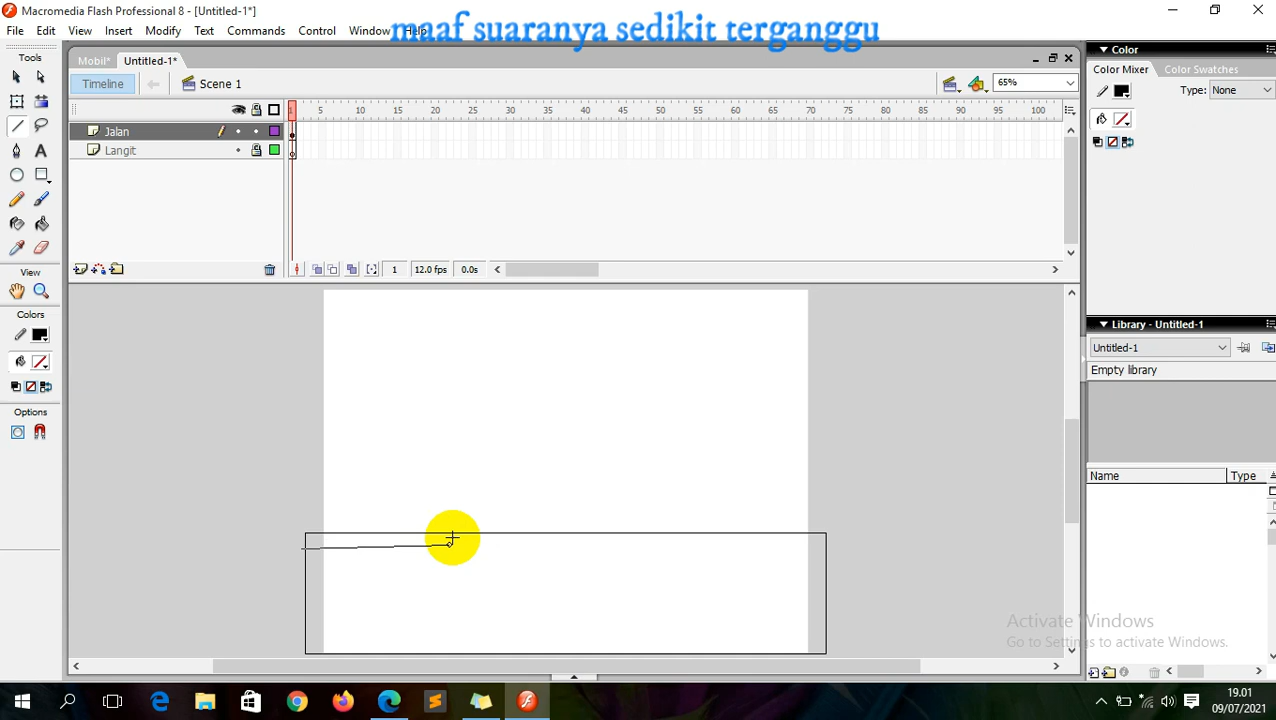 Macromedia Flash Professional 8 - [Untitled-1*]
maaf suaranya sedikit terganggu
File Edit View Insert Modify Text Commands Control Window Help
Tools
Mobil* Untitled-1*
Timeline Scene 1 65%
5 10 15 20 25 30 35 40 45 50 55 60 65 70 75 80 85 90 95 100
Jalan
Langit
1 12.0 fps 0.0s
View
Colors
Options
Color
Color Mixer Color Swatches
Type: None
Library - Untitled-1
Untitled-1
Empty library
Name Type
Activate Windows
Go to Settings to activate Windows.
19.01
09/07/2021